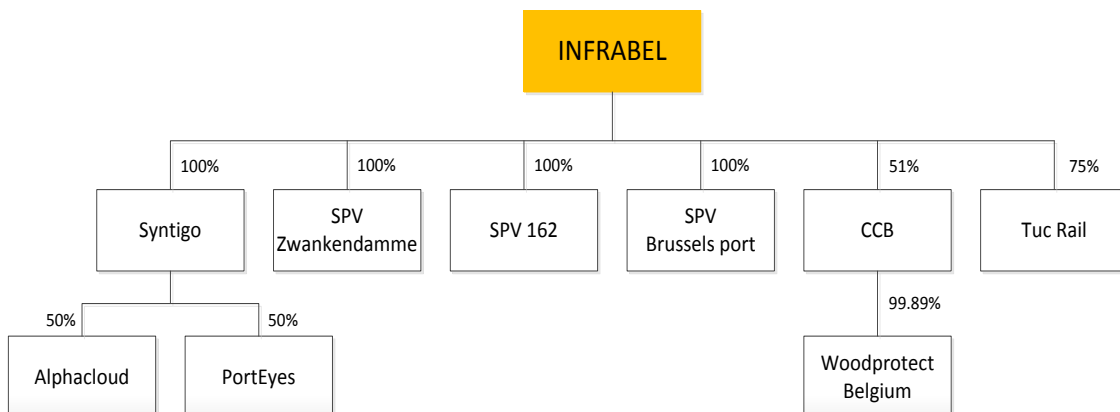 INFRABEL
100%
100%
100%
100%
51%
75%
Syntigo
SPV
Zwankendamme
SPV 162
SPV
Brussels port
CCB
Tuc Rail
50%
50%
99.89%
Alphacloud
PortEyes
Woodprotect
Belgium